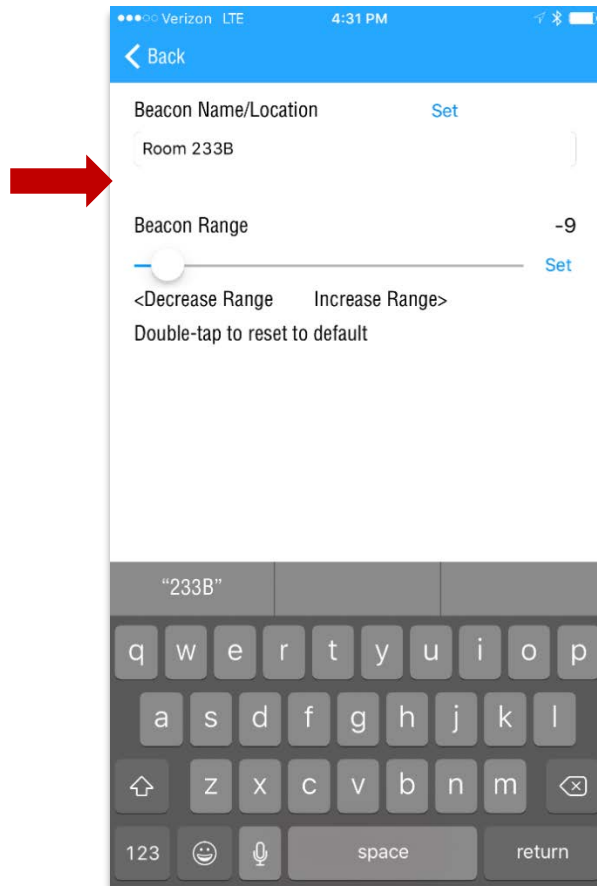 Verizon LTE 4:31 PM
Back
Beacon Name/Location Set
Room 233B
Beacon Range -9
Set
<Decrease Range Increase Range>
Double-tap to reset to default
“233B”
q w e r t y u i o p
a s d f g h j k l
z x c v b n m
123 space return